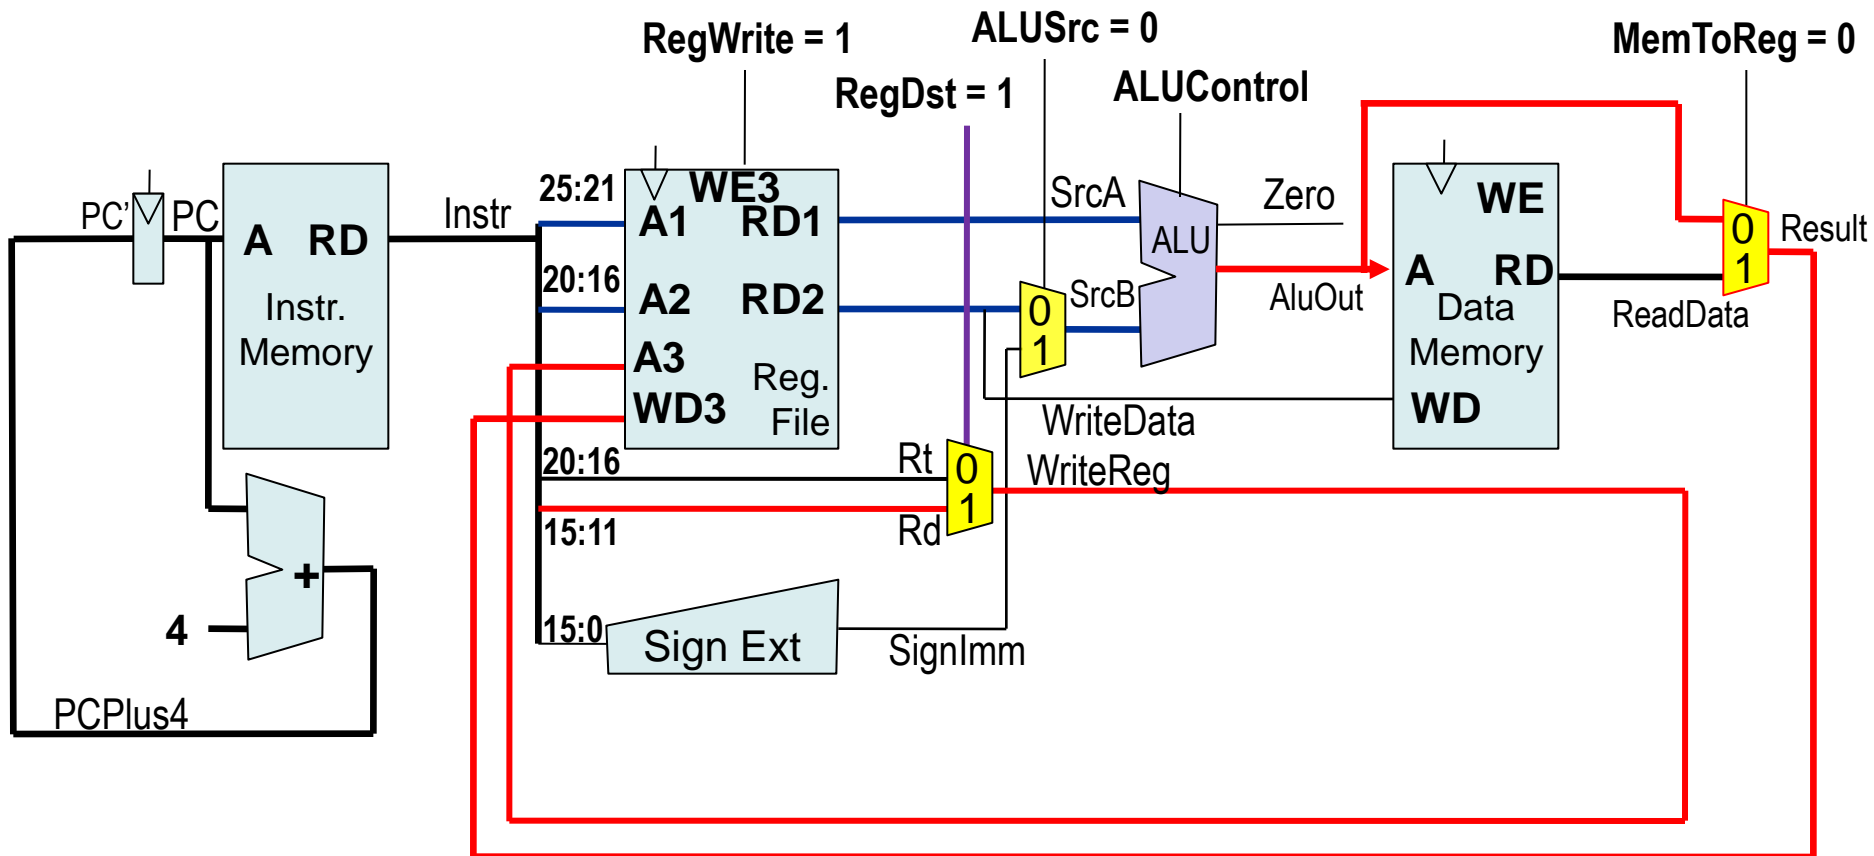 RegWrite = 1
ALUSrc = 0
MemToReg = 0
RegDst = 1
ALUControl
PC'
PC
A RD
Instr.
Memory
Instr
25:21
20:16
WE3
A1 RD1
A2 RD2
A3
WD3
Reg.
File
SrcA
SrcB
0
1
ALU
Zero
AluOut
WE
A RD
Data
Memory
WD
ReadData
0
1
Result
WriteData
WriteReg
20:16
Rt
0
1
15:11
Rd
15:0
Sign Ext
SignImm
+
4
PCPlus4